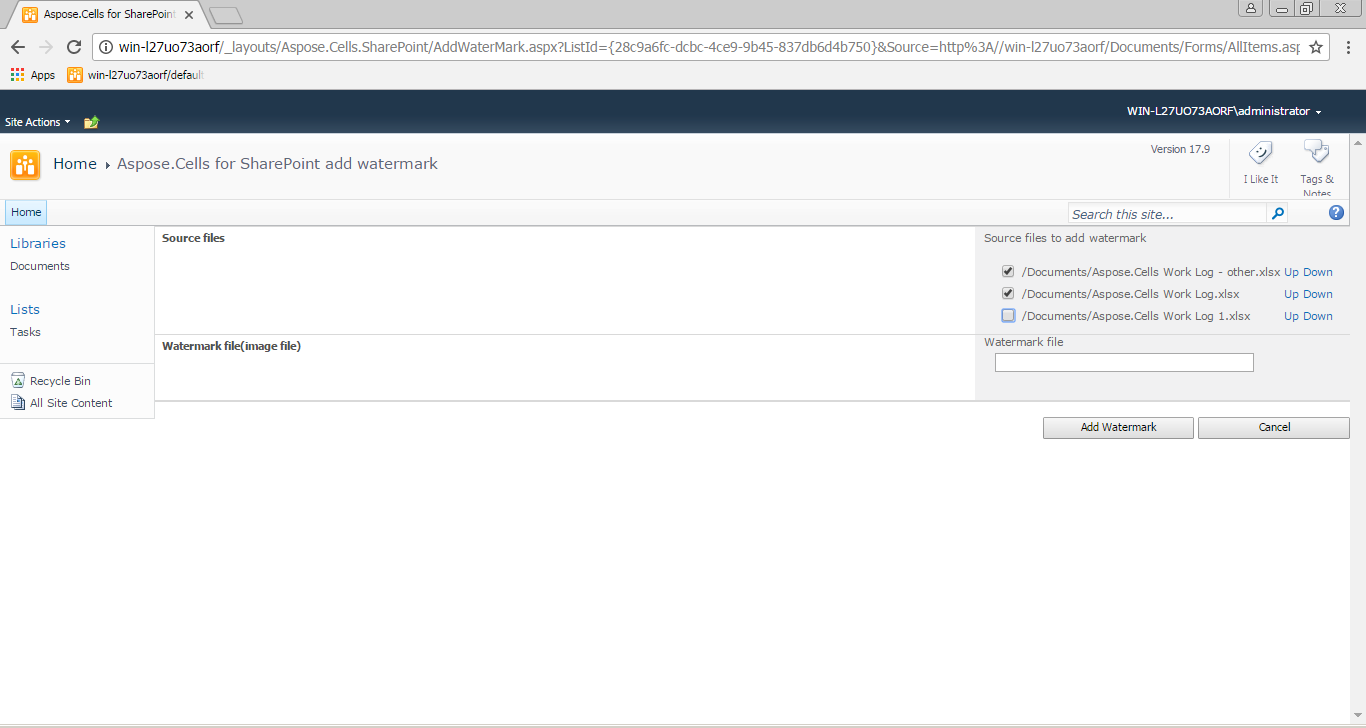 Aspose.Cells for SharePoint
win-l27uo73aorf/_layouts/Aspose.Cells.SharePoint/AddWaterMark.aspx?ListId={28c9a6fc-dcbc-4ce9-9b45-837db6d4b750}&Source=http%3A//win-l27uo73aorf/Documents/Forms/AllItems.asp
Apps win-l27uo73aorf/default
WIN-L27UO73AORF\administrator
Site Actions
Home Aspose.Cells for SharePoint add watermark
Version 17.9
I Like It
Tags &
Notes
Home
Search this site...
Libraries
Documents
Lists
Tasks
Recycle Bin
All Site Content
Source files
Source files to add watermark
/Documents/Aspose.Cells Work Log - other.xlsx Up Down
/Documents/Aspose.Cells Work Log.xlsx Up Down
/Documents/Aspose.Cells Work Log 1.xlsx Up Down
Watermark file(image file)
Watermark file
Add Watermark Cancel